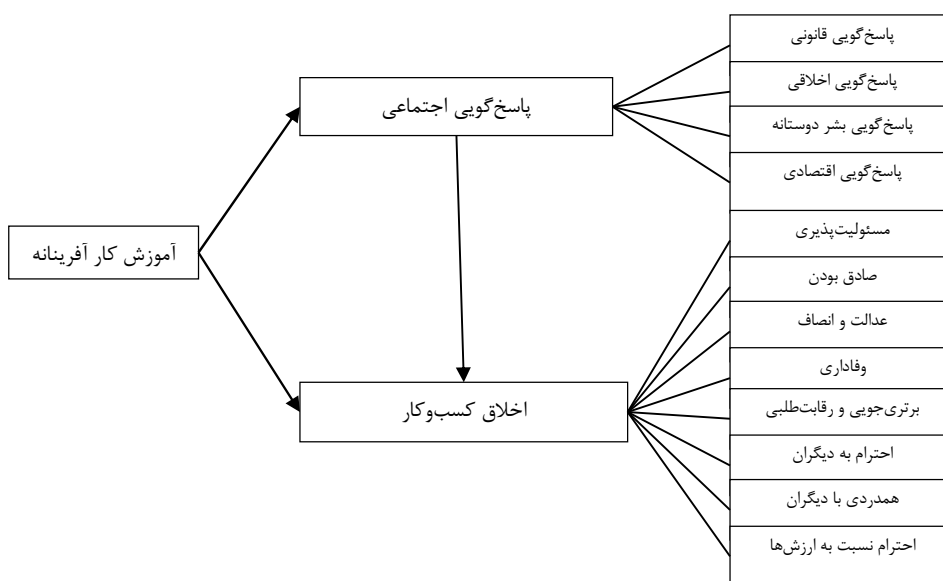 پاسخ‌گویی قانونی
پاسخ‌گویی اخلاقی
پاسخ‌گویی اجتماعی
پاسخ‌گویی بشر دوستانه
پاسخ‌گویی اقتصادی
مسئولیت‌پذیری
آموزش کار آفرینانه
صادق بودن
عدالت و انصاف
وفاداری
برتری‌جویی و رقابت‌طلبی
اخلاق کسب‌وکار
احترام به دیگران
همدردی با دیگران
احترام نسبت به ارزش‌ها